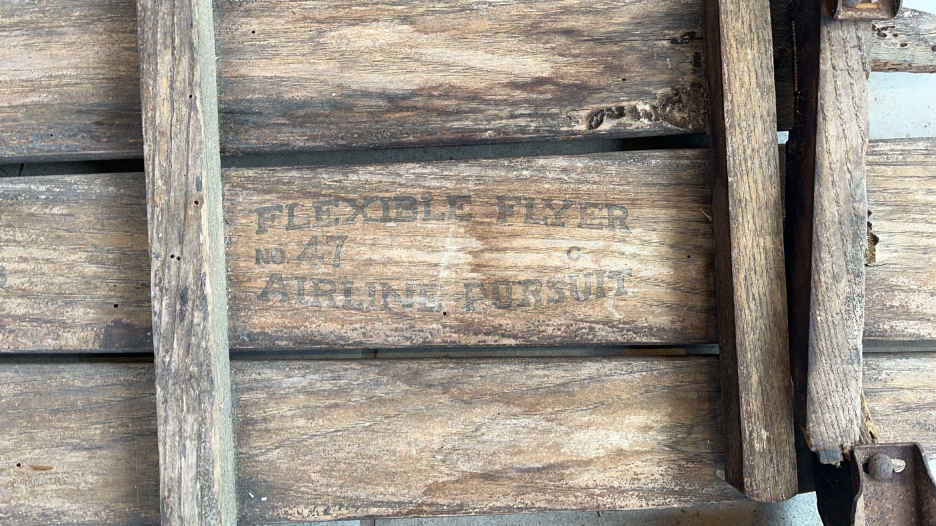 FLEXIBLE FLYER
NO. 47 C
AIRLINE PURSUIT